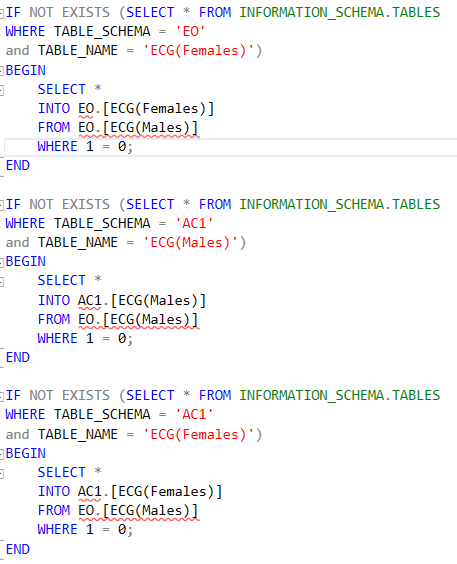 IF NOT EXISTS (SELECT * FROM INFORMATION_SCHEMA.TABLES
WHERE TABLE_SCHEMA = 'EO'
and TABLE_NAME = 'ECG(Females)')
BEGIN
SELECT *
INTO EO.[ECG(Females)]
FROM EO.[ECG(Males)]
WHERE 1 = 0;
END
IF NOT EXISTS (SELECT * FROM INFORMATION_SCHEMA.TABLES
WHERE TABLE_SCHEMA = 'AC1'
and TABLE_NAME = 'ECG(Males)')
BEGIN
SELECT *
INTO AC1.[ECG(Males)]
FROM EO.[ECG(Males)]
WHERE 1 = 0;
END
IF NOT EXISTS (SELECT * FROM INFORMATION_SCHEMA.TABLES
WHERE TABLE_SCHEMA = 'AC1'
and TABLE_NAME = 'ECG(Females)')
BEGIN
SELECT *
INTO AC1.[ECG(Females)]
FROM EO.[ECG(Males)]
WHERE 1 = 0;
END